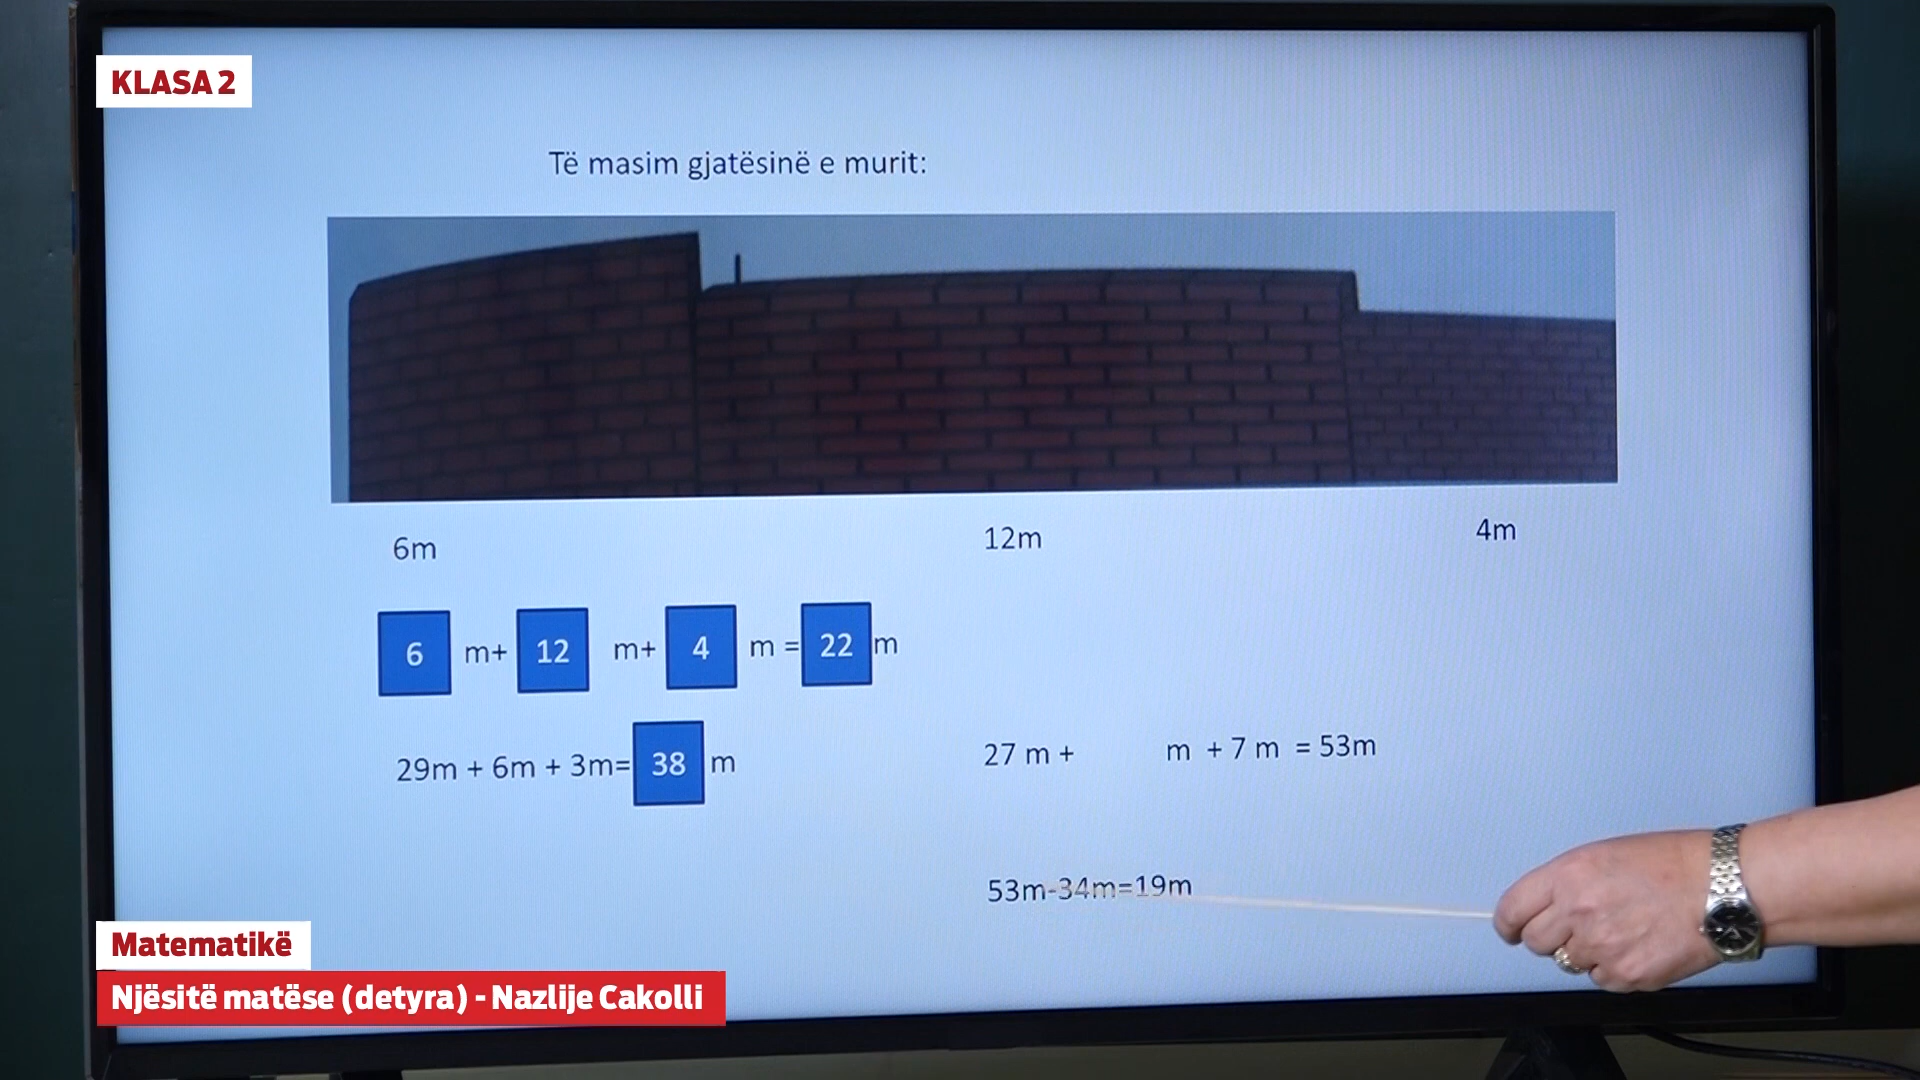 KLASA 2
Të masim gjatësinë e murit:
6m 12m 4m
6 m+ 12 m+ 4 m = 22 m
29m + 6m + 3m= 38 m
27 m + m + 7 m = 53m
53m-34m=19m
Matematikë
Njësitë matëse (detyra) - Nazlije Cakolli